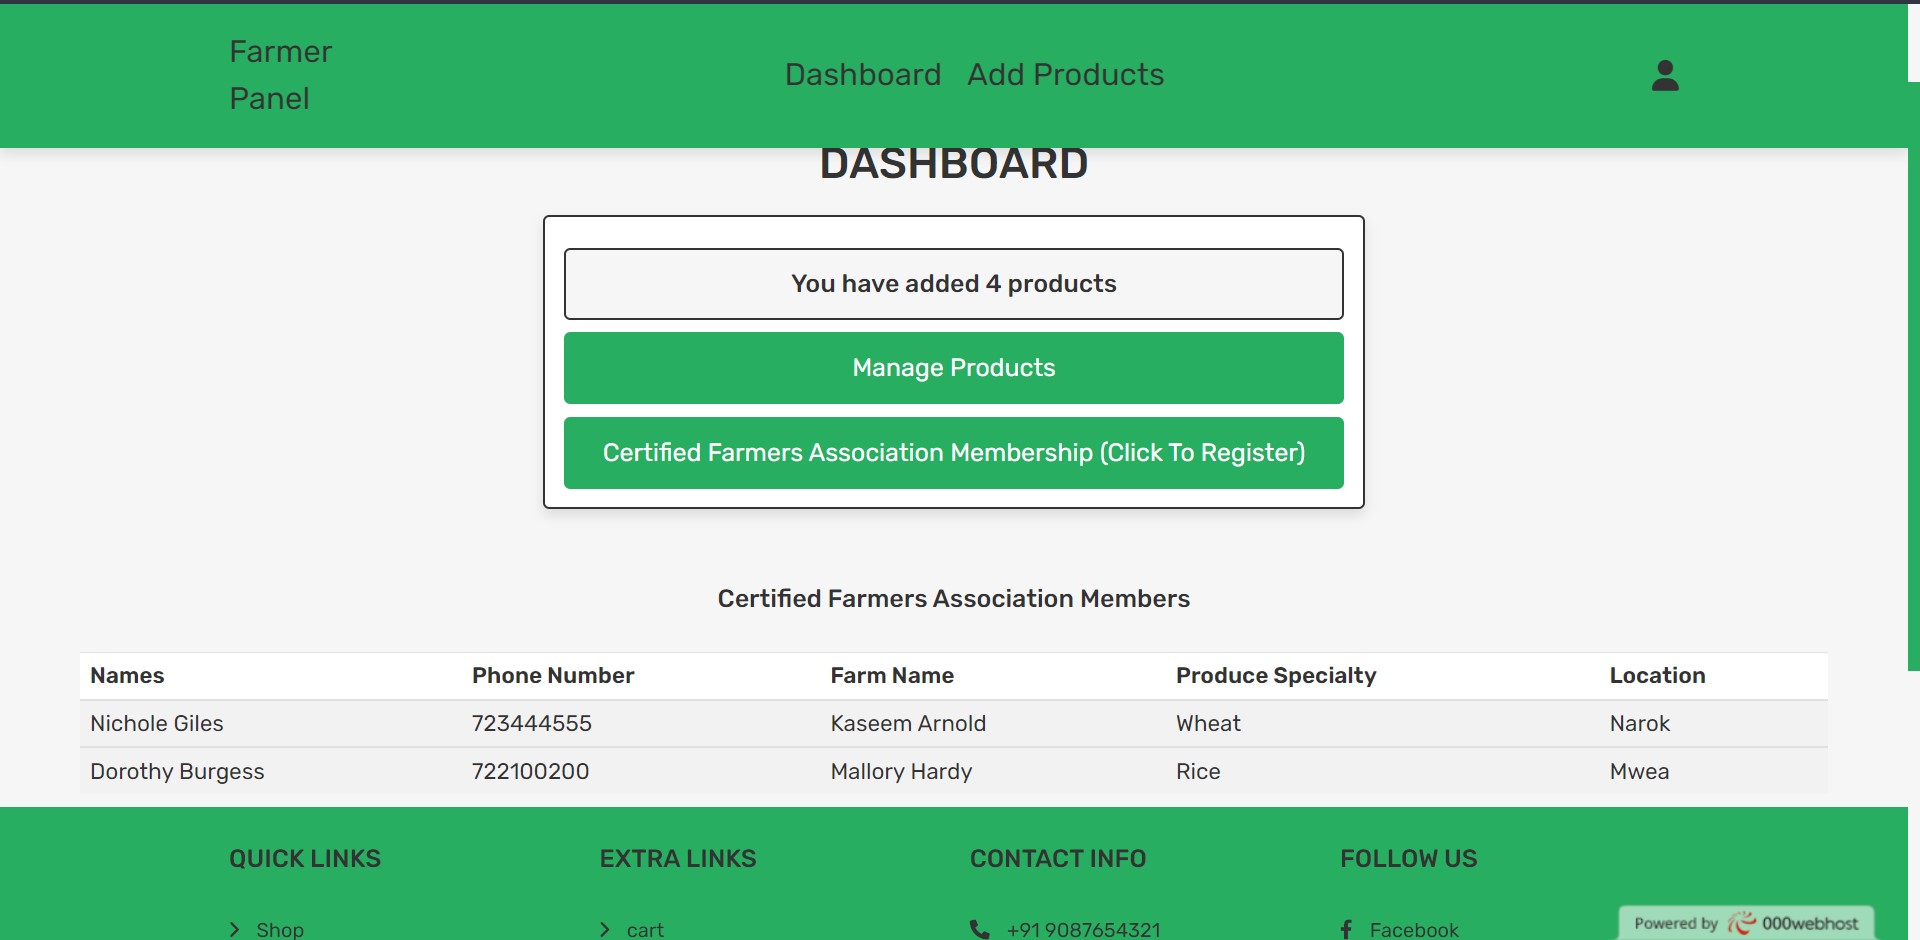 Farmer
Panel
Dashboard Add Products
DASHBOARD
You have added 4 products
Manage Products
Certified Farmers Association Membership (Click To Register)
Certified Farmers Association Members
Names Phone Number Farm Name Produce Specialty Location
Nichole Giles 723444555 Kaseem Arnold Wheat Narok
Dorothy Burgess 722100200 Mallory Hardy Rice Mwea
QUICK LINKS EXTRA LINKS CONTACT INFO FOLLOW US
Shop cart +91 9087654321 Facebook
Powered by 000webhost